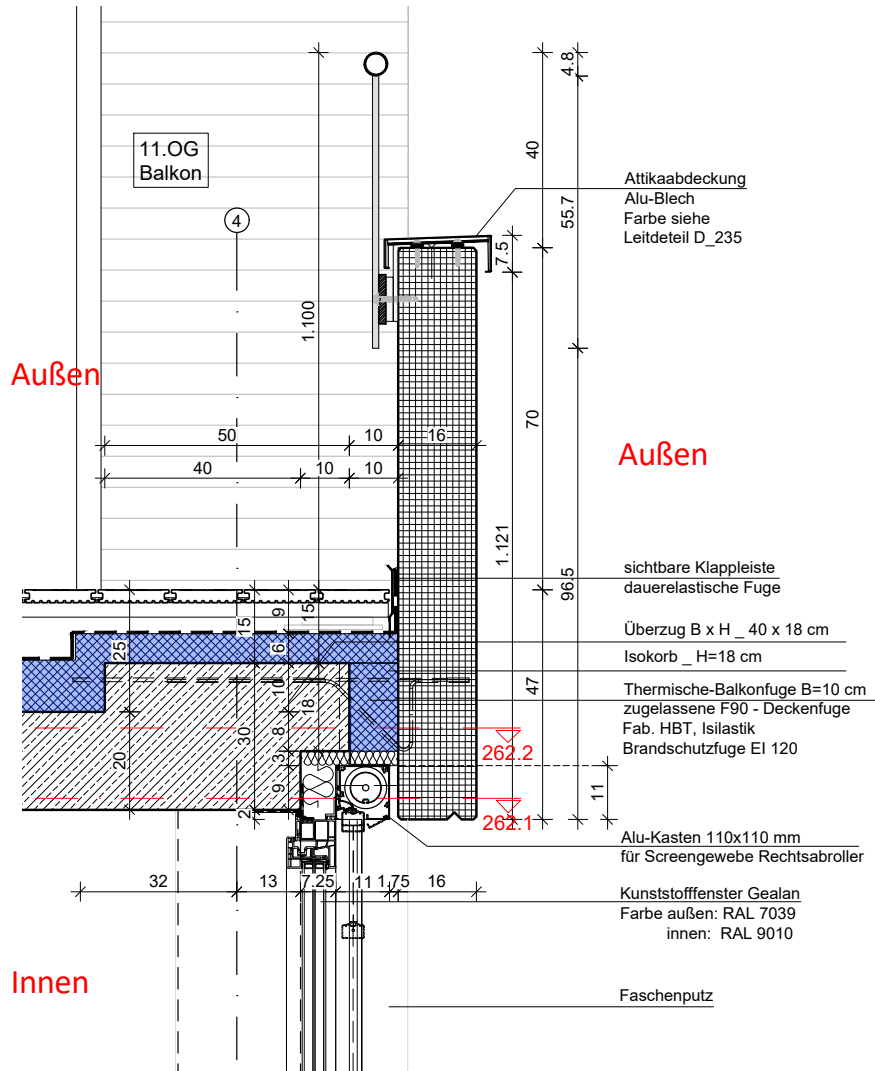 11.OG
Balkon
4
4.8
40
55.7
Attikaabdeckung
Alu-Blech
Farbe siehe
Leitdeteil D_235
7.5
1.100
Außen
70
50
10
16
Außen
40
10
10
1.121
96.5
sichtbare Klappleiste
dauerelastische Fuge
9
15
15
Überzug B x H _ 40 x 18 cm
25
6
Isokorb _ H=18 cm
10
47
Thermische-Balkonfuge B=10 cm
18
zugelassene F90 - Deckenfuge
30
8
Fab. HBT, Isilastik
262.2
Brandschutzfuge EI 120
20
3
9
11
2
262.1
Alu-Kasten 110x110 mm
für Screengewebe Rechtsabroller
32
13
7.25
11
1.75
16
Kunststofffenster Gealan
Farbe außen: RAL 7039
innen: RAL 9010
Innen
Faschenputz